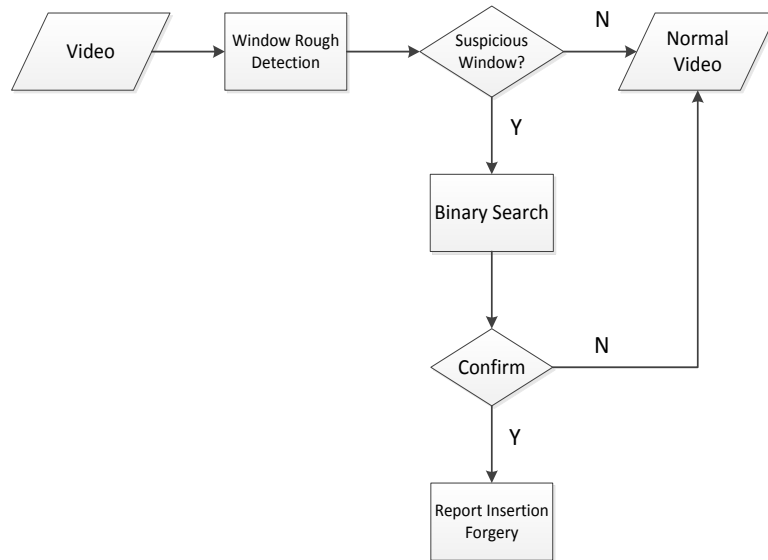 Video
Window Rough
Detection
Suspicious
Window?
N
Normal
Video
Y
Binary Search
Confirm
N
Y
Report Insertion
Forgery